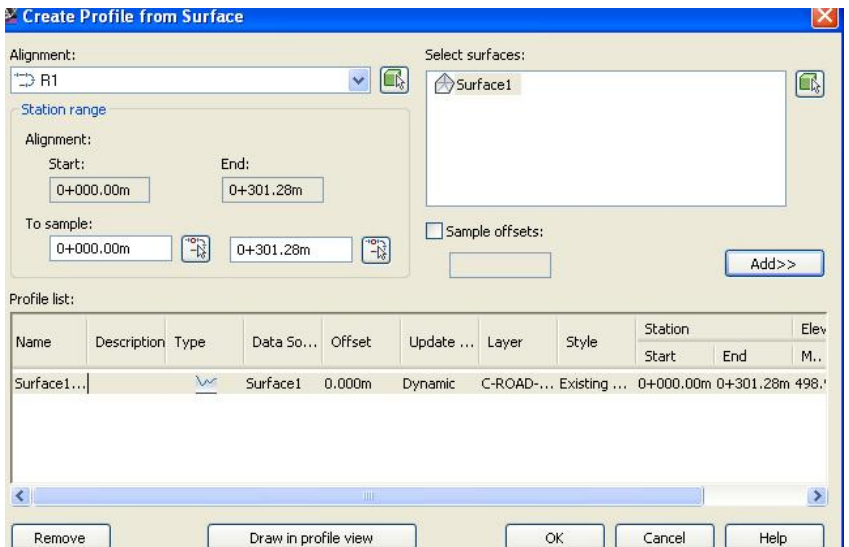 Create Profile from Surface
Alignment:
R1
Select surfaces:
Surface1
Station range
Alignment:
Start: End:
0+000.00m 0+301.28m
To sample:
0+000.00m 0+301.28m
Sample offsets:
Add>>
Profile list:
Name Description Type Data So... Offset Update ... Layer Style Station Elev
Start End M..
Surface1... Surface1 0.000m Dynamic C-ROAD-... Existing ... 0+000.00m 0+301.28m 498.
Remove Draw in profile view OK Cancel Help